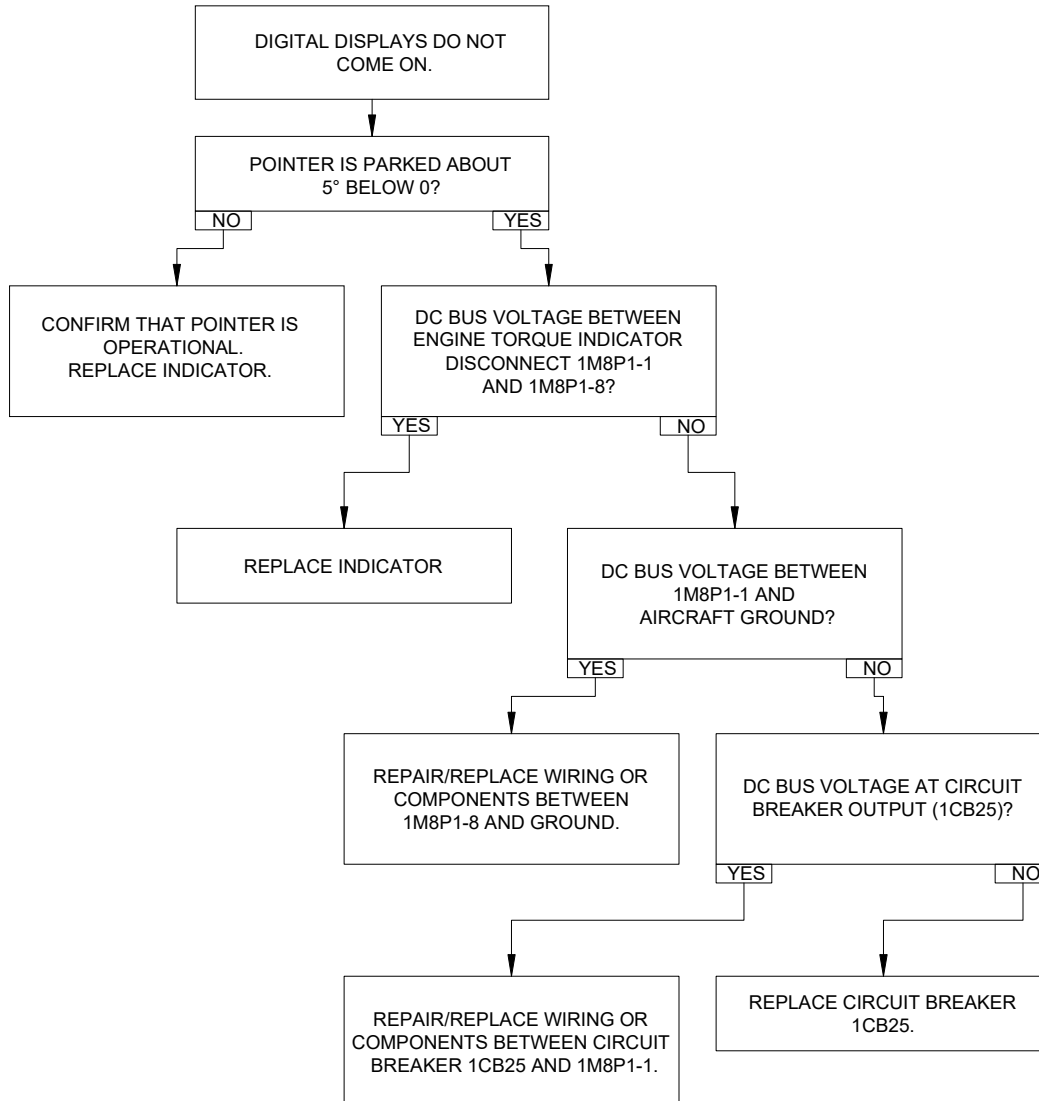 DIGITAL DISPLAYS DO NOT
COME ON.
POINTER IS PARKED ABOUT
5° BELOW 0?
NO
YES
CONFIRM THAT POINTER IS
OPERATIONAL.
REPLACE INDICATOR.
DC BUS VOLTAGE BETWEEN
ENGINE TORQUE INDICATOR
DISCONNECT 1M8P1-1
AND 1M8P1-8?
YES
NO
REPLACE INDICATOR
DC BUS VOLTAGE BETWEEN
1M8P1-1 AND
AIRCRAFT GROUND?
YES
NO
REPAIR/REPLACE WIRING OR
COMPONENTS BETWEEN
1M8P1-8 AND GROUND.
DC BUS VOLTAGE AT CIRCUIT
BREAKER OUTPUT (1CB25)?
YES
NO
REPAIR/REPLACE WIRING OR
COMPONENTS BETWEEN CIRCUIT
BREAKER 1CB25 AND 1M8P1-1.
REPLACE CIRCUIT BREAKER
1CB25.